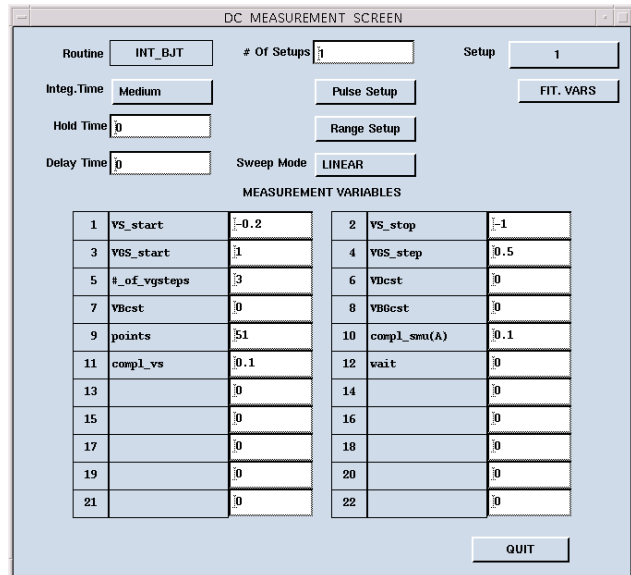 DC MEASUREMENT SCREEN
Routine INT_BJT # Of Setups 1 Setup 1
Integ.Time Medium Pulse Setup FIT. VARS
Hold Time 0 Range Setup
Delay Time 0 Sweep Mode LINEAR
MEASUREMENT VARIABLES
1 VS_start -0.2 2 VS_stop -1
3 VGS_start 1 4 VGS_step 0.5
5 #_of_vgsteps 3 6 VDcst 0
7 VBcst 0 8 VBGcst 0
9 points 51 10 compl_smu(A) 0.1
11 compl_vs 0.1 12 wait 0
13 0 14 0
15 0 16 0
17 0 18 0
19 0 20 0
21 0 22 0
QUIT